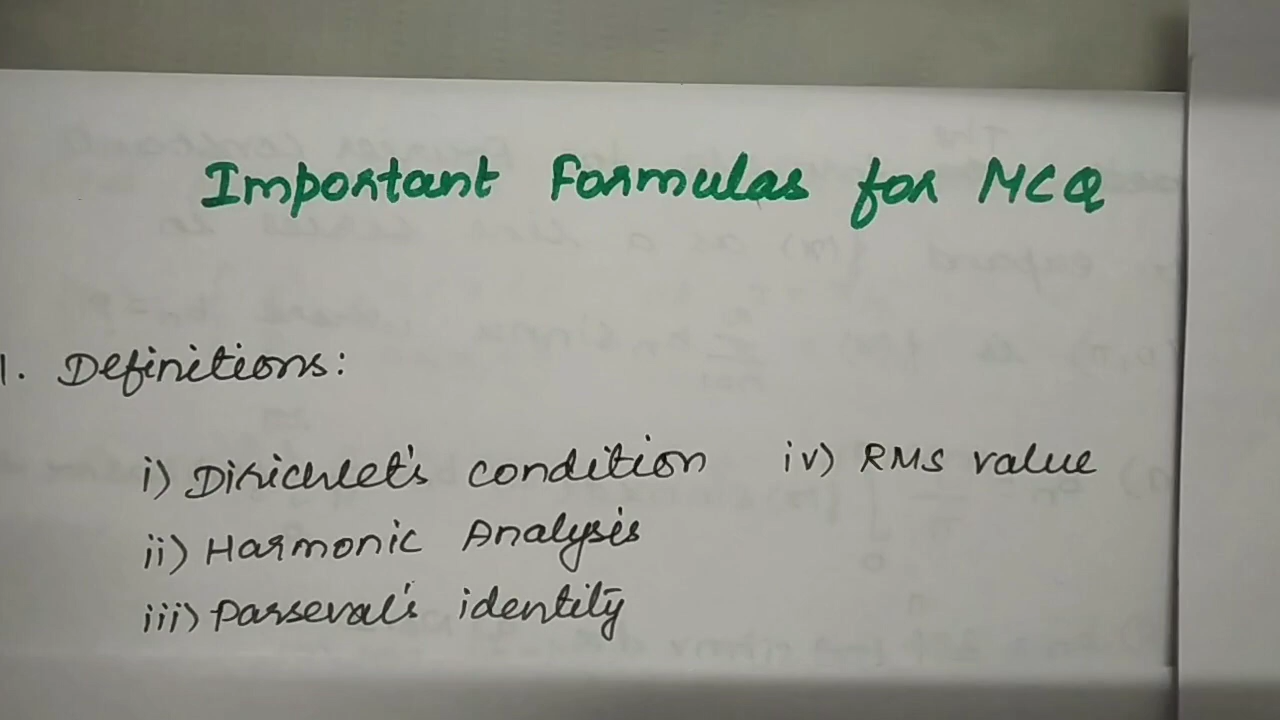 Important Formulas for MCQ
1. Definitions:
i) Dirichlet's condition iv) RMS value
ii) Harmonic Analysis
iii) Parseval's identity